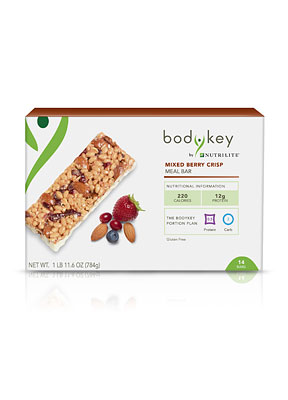 bodykey
by NUTRILITE
MIXED BERRY CRISP
MEAL BAR
NUTRITIONAL INFORMATION
220
CALORIES
12g
PROTEIN
THE BODYKEY
PORTION PLAN
Protein
Carb
Gluten Free
NET WT. 1 LB 11.6 OZ (784g)
14